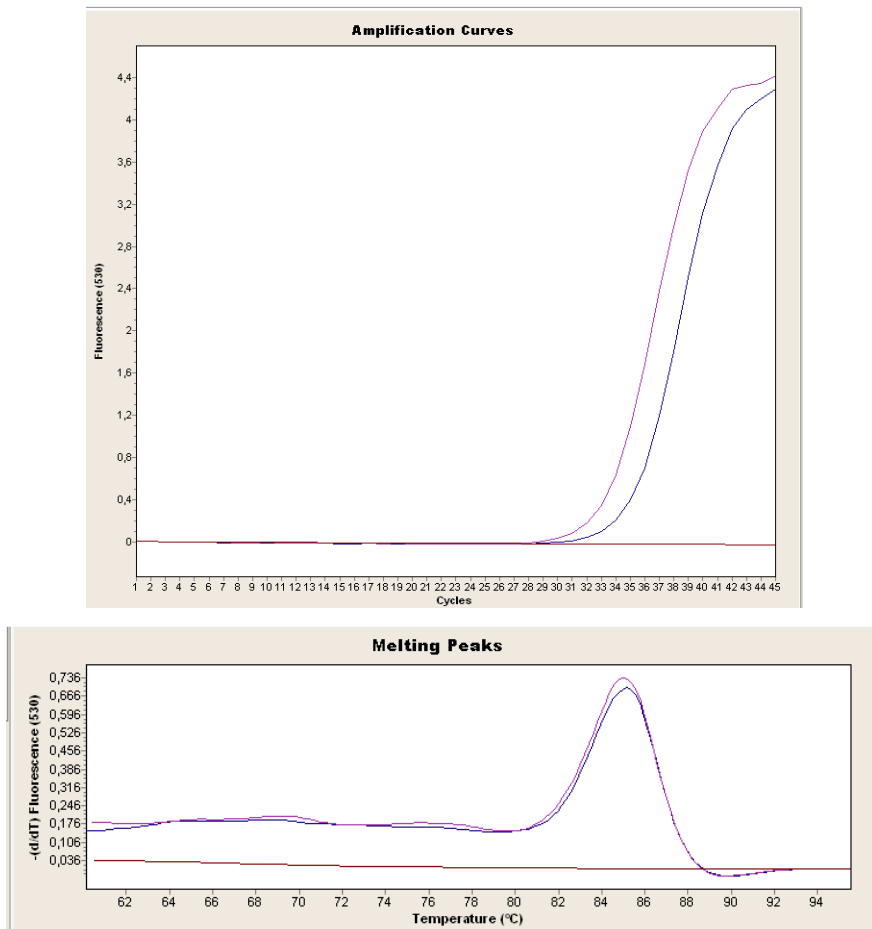 Amplification Curves
4,4
4
3,6
3,2
2,8
2,4
2
1,6
1,2
0,8
0,4
0
Fluorescence (530)
1 2 3 4 5 6 7 8 9 10 11 12 13 14 15 16 17 18 19 20 21 22 23 24 25 26 27 28 29 30 31 32 33 34 35 36 37 38 39 40 41 42 43 44 45
Cycles
Melting Peaks
0,736
0,666
0,596
0,526
0,456
0,386
0,316
0,246
0,176
0,106
0,036
-(d/dT) Fluorescence (530)
62 64 66 68 70 72 74 76 78 80 82 84 86 88 90 92 94
Temperature (°C)